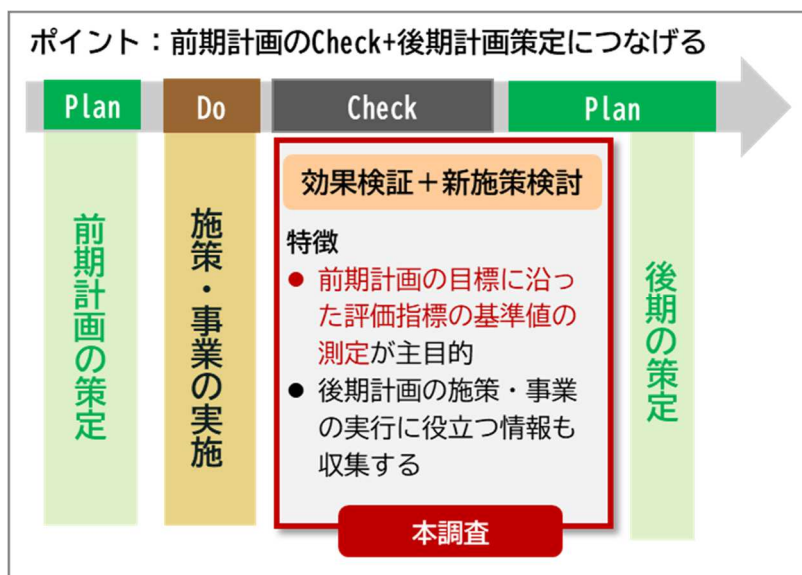 ポイント：前期計画のCheck+後期計画策定につなげる
Plan
Do
Check
Plan
前期計画の策定
施策・事業の実施
効果検証＋新施策検討
特徴
● 前期計画の目標に沿っ
た評価指標の基準値の
測定が主目的
● 後期計画の施策・事業
の実行に役立つ情報も
収集する
本調査
後期の策定